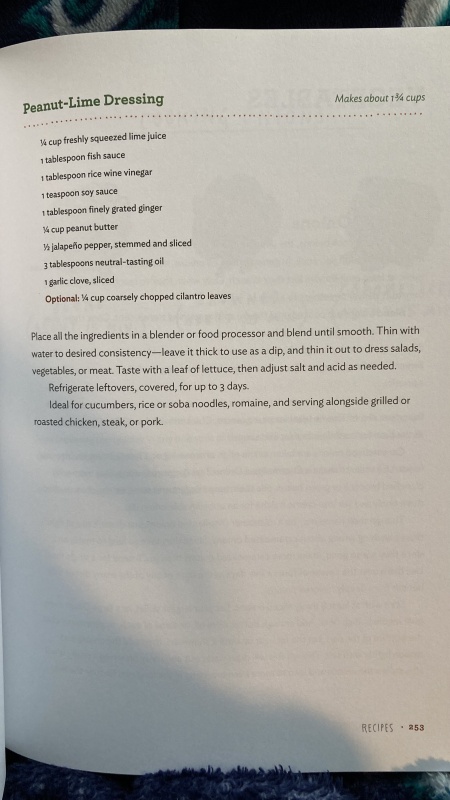 Peanut-Lime Dressing
Makes about 1¾ cups
¼ cup freshly squeezed lime juice
1 tablespoon fish sauce
1 tablespoon rice wine vinegar
1 teaspoon soy sauce
1 tablespoon finely grated ginger
¼ cup peanut butter
½ jalapeño pepper, stemmed and sliced
3 tablespoons neutral-tasting oil
1 garlic clove, sliced
Optional: ¼ cup coarsely chopped cilantro leaves
Place all the ingredients in a blender or food processor and blend until smooth. Thin with
water to desired consistency—leave it thick to use as a dip, and thin it out to dress salads,
vegetables, or meat. Taste with a leaf of lettuce, then adjust salt and acid as needed.
Refrigerate leftovers, covered, for up to 3 days.
Ideal for cucumbers, rice or soba noodles, romaine, and serving alongside grilled or
roasted chicken, steak, or pork.
RECIPES · 253